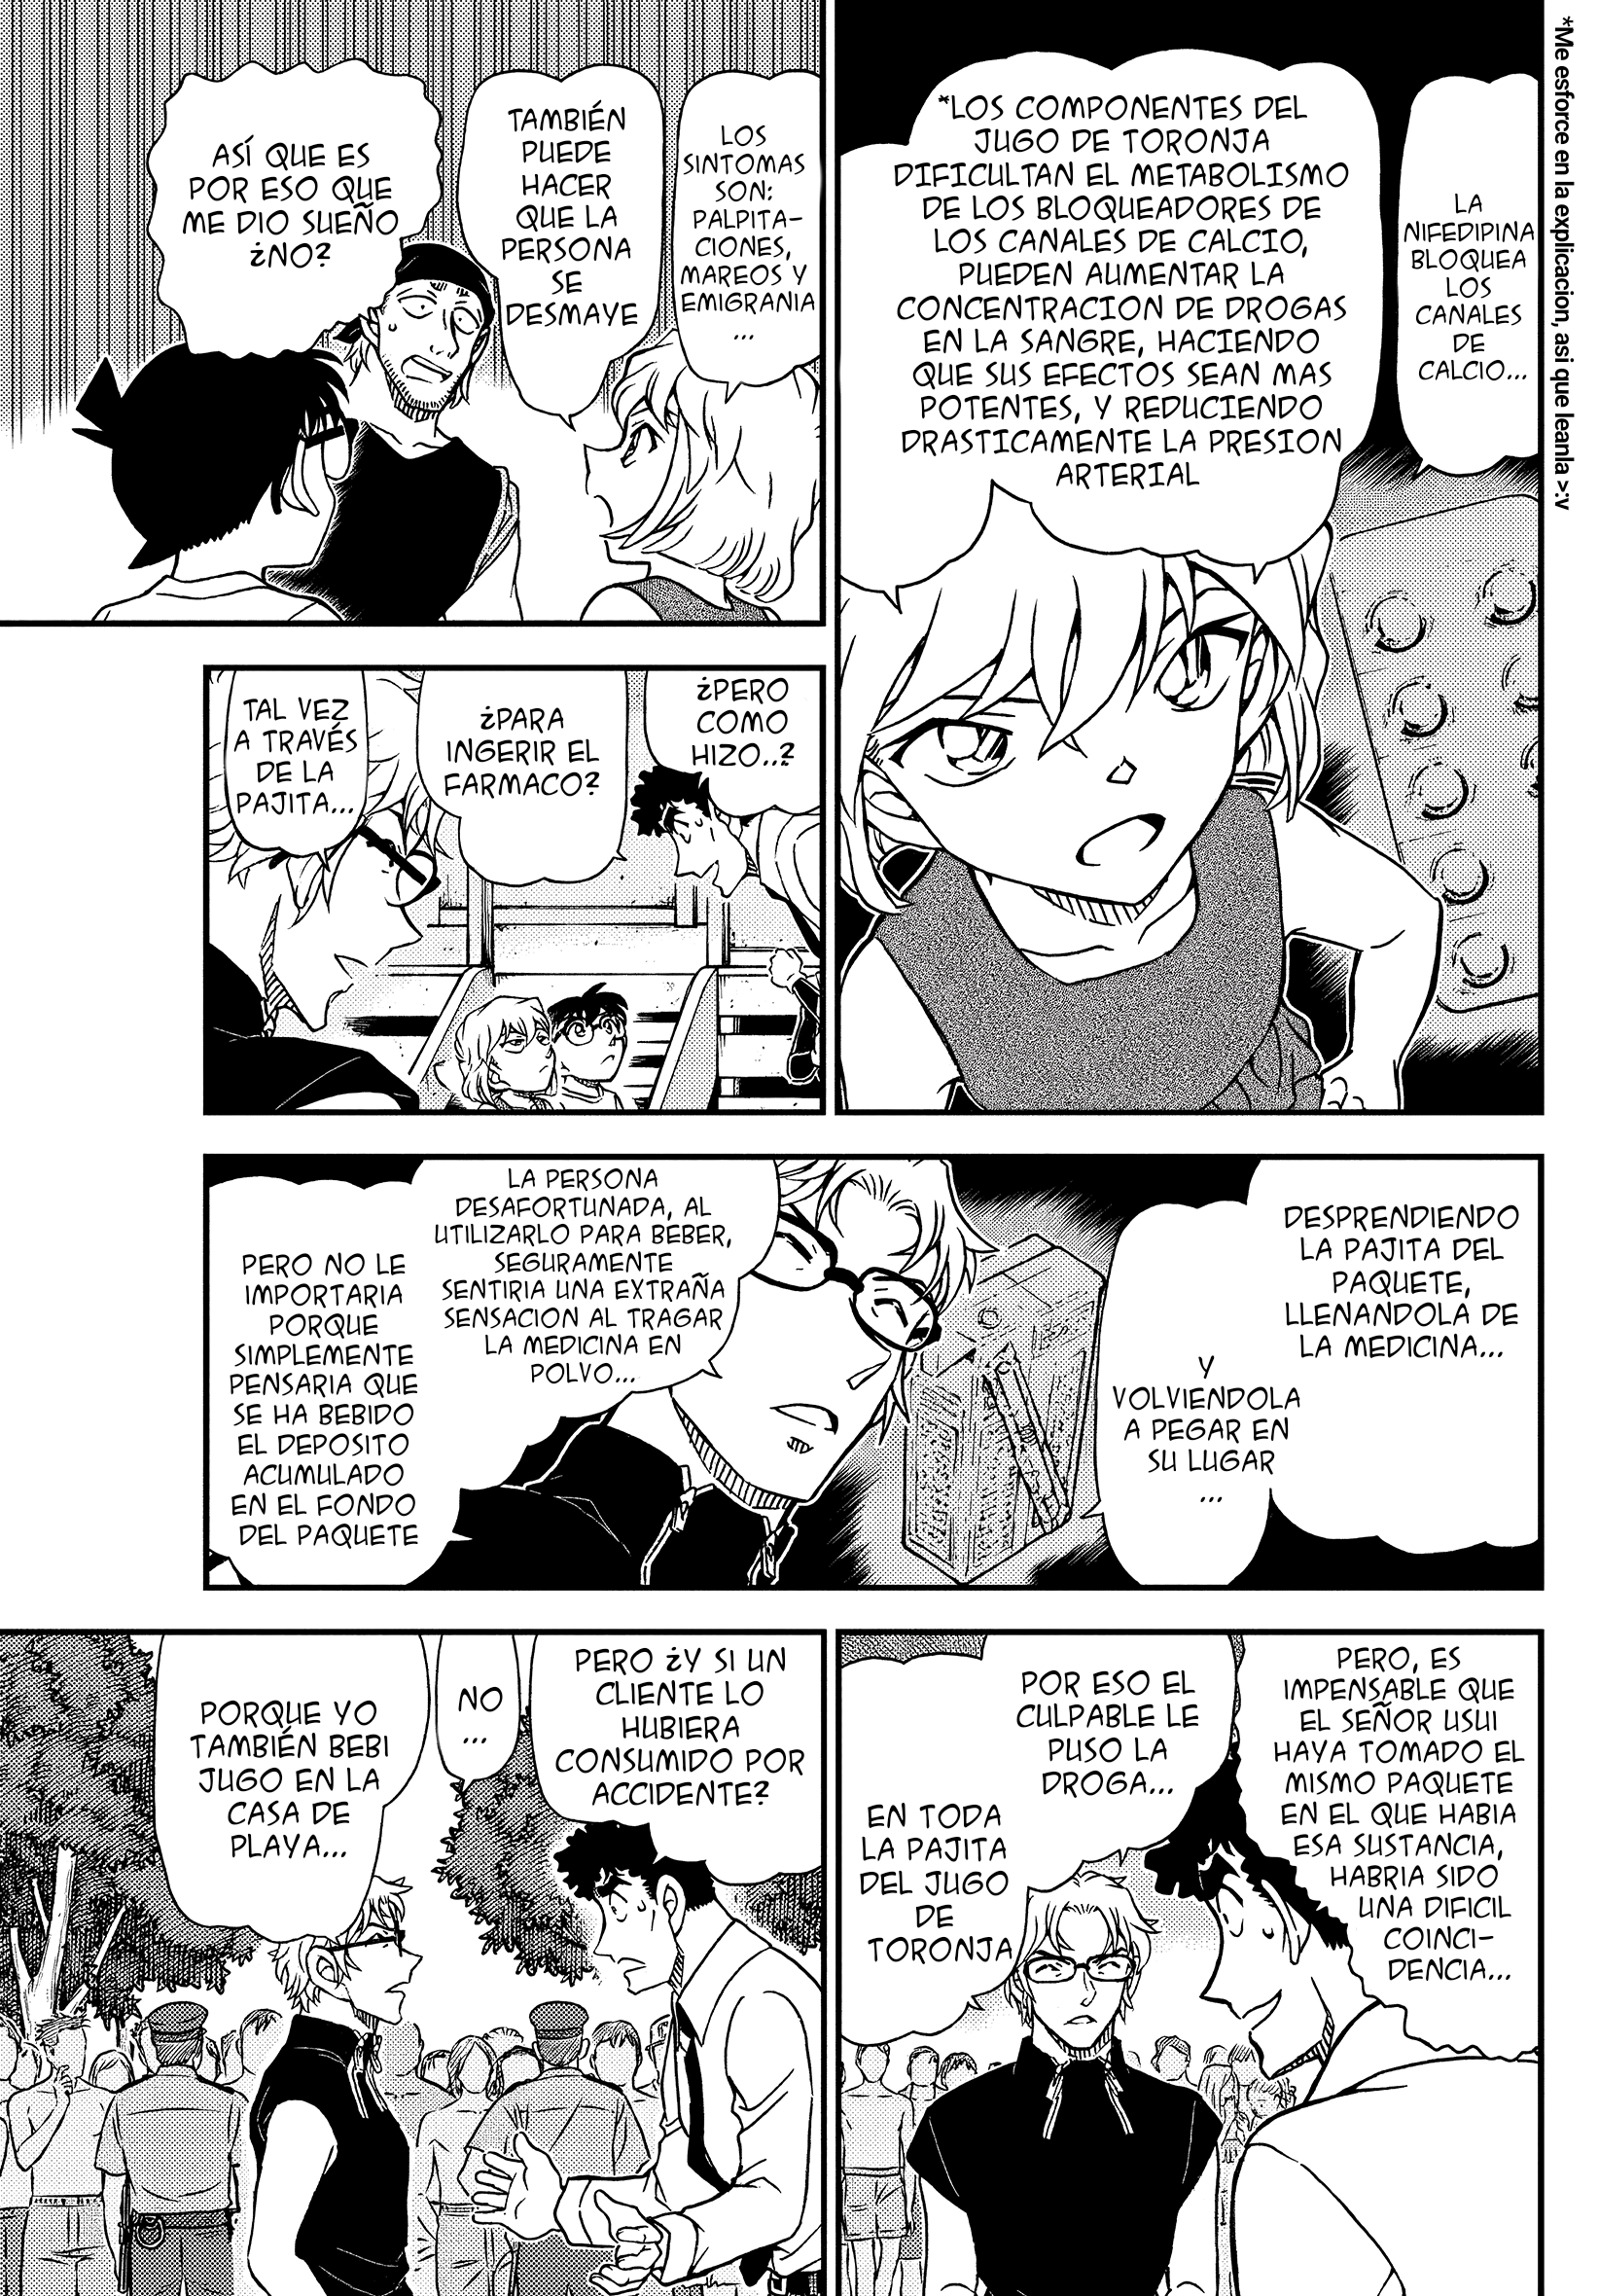 *Me esforce en la explicacion, asi que leanla >:v
LA
NIFEDIPINA
BLOQUEA
LOS
CANALES
DE
CALCIO...
*LOS COMPONENTES DEL
JUGO DE TORONJA
DIFICULTAN EL METABOLISMO
DE LOS BLOQUEADORES DE
LOS CANALES DE CALCIO,
PUEDEN AUMENTAR LA
CONCENTRACION DE DROGAS
EN LA SANGRE, HACIENDO
QUE SUS EFECTOS SEAN MAS
POTENTES, Y REDUCIENDO
DRASTICAMENTE LA PRESION
ARTERIAL
LOS
SINTOMAS
SON:
PALPITA-
CIONES,
MAREOS Y
EMIGRANIA
...
TAMBIÉN
PUEDE
HACER
QUE LA
PERSONA
SE
DESMAYE
ASÍ QUE ES
POR ESO QUE
ME DIO SUEÑO
¿NO?
¿PERO
COMO
HIZO..?
¿PARA
INGERIR EL
FARMACO?
TAL VEZ
A TRAVÉS
DE LA
PAJITA...
DESPRENDIENDO
LA PAJITA DEL
PAQUETE,
LLENANDOLA DE
LA MEDICINA...
Y
VOLVIENDOLA
A PEGAR EN
SU LUGAR
...
LA PERSONA
DESAFORTUNADA, AL
UTILIZARLO PARA BEBER,
SEGURAMENTE
SENTIRIA UNA EXTRAÑA
SENSACION AL TRAGAR
LA MEDICINA EN
POLVO...
PERO NO LE
IMPORTARIA
PORQUE
SIMPLEMENTE
PENSARIA QUE
SE HA BEBIDO
EL DEPOSITO
ACUMULADO
EN EL FONDO
DEL PAQUETE
PERO, ES
IMPENSABLE QUE
EL SEÑOR USUI
HAYA TOMADO EL
MISMO PAQUETE
EN EL QUE HABIA
ESA SUSTANCIA,
HABRIA SIDO
UNA DIFICIL
COINCI-
DENCIA...
POR ESO EL
CULPABLE LE
PUSO LA
DROGA...
EN TODA
LA PAJITA
DEL JUGO
DE
TORONJA
PERO ¿Y SI UN
CLIENTE LO
HUBIERA
CONSUMIDO POR
ACCIDENTE?
NO
...
PORQUE YO
TAMBIÉN BEBI
JUGO EN LA
CASA DE
PLAYA...